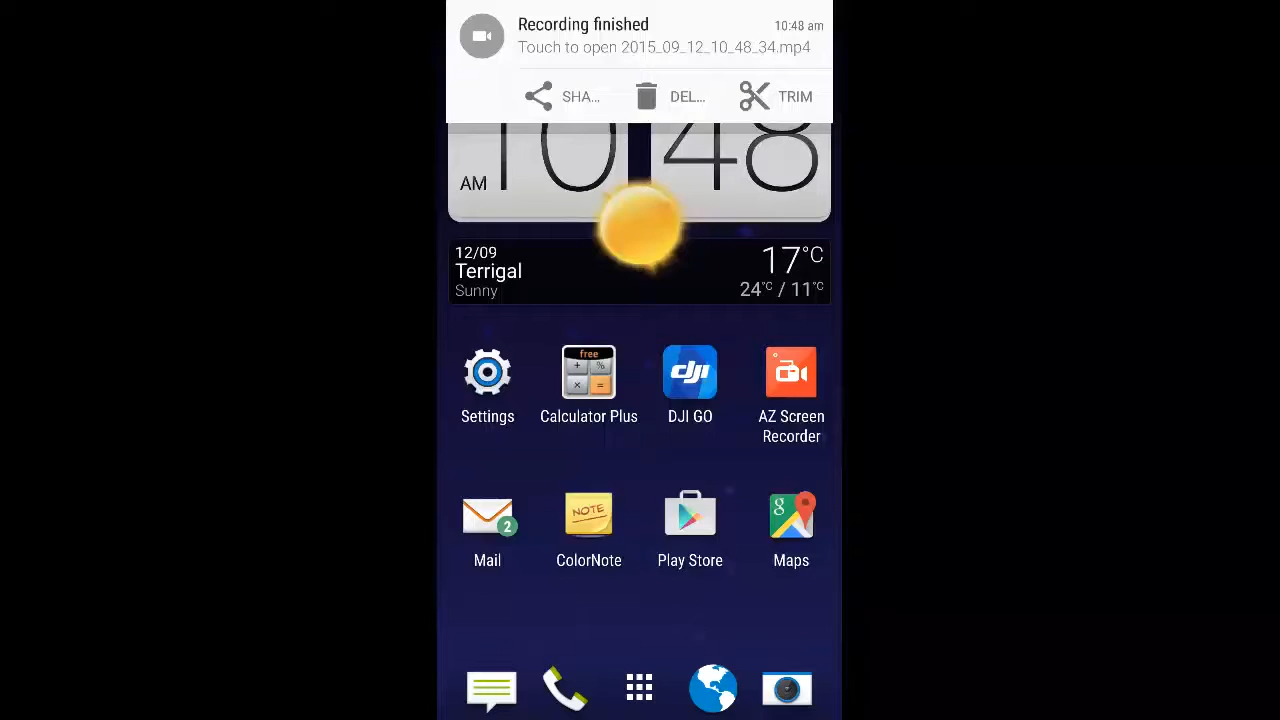 Recording finished 10:48 am
Touch to open 2015_09_12_10_48_34.mp4
SHA... DEL... TRIM
AM 10 48
12/09 17°C
Terrigal
Sunny 24°C / 11°C
free
+ %
× =
dji
Settings Calculator Plus DJI GO AZ Screen
Recorder
NOTE
g
2
Mail ColorNote Play Store Maps